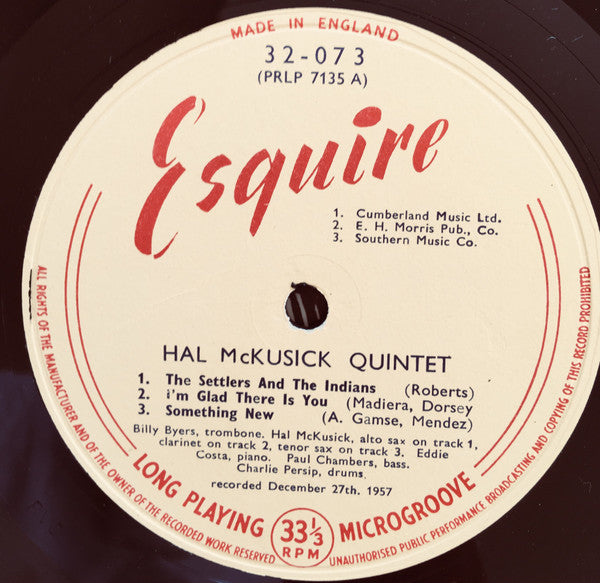 MADE IN ENGLAND
32-073
(PRLP 7135 A)
Esquire
1. Cumberland Music Ltd.
2. E. H. Morris Pub., Co.
3. Southern Music Co.
HAL McKUSICK QUINTET
1. The Settlers And The Indians (Roberts)
2. i'm Glad There Is You (Madiera, Dorsey
3. Something New (A. Gamse, Mendez)
Billy Byers, trombone. Hal McKusick, alto sax on track 1,
clarinet on track 2, tenor sax on track 3. Eddie
Costa, piano. Paul Chambers, bass.
Charlie Persip, drums.
recorded December 27th. 1957
LONG PLAYING 33⅓ RPM MICROGROOVE
ALL RIGHTS OF THE MANUFACTURER AND OF THE OWNER OF THE RECORDED WORK RESERVED
UNAUTHORISED PUBLIC PERFORMANCE BROADCASTING AND COPYING OF THIS RECORD PROHIBITED